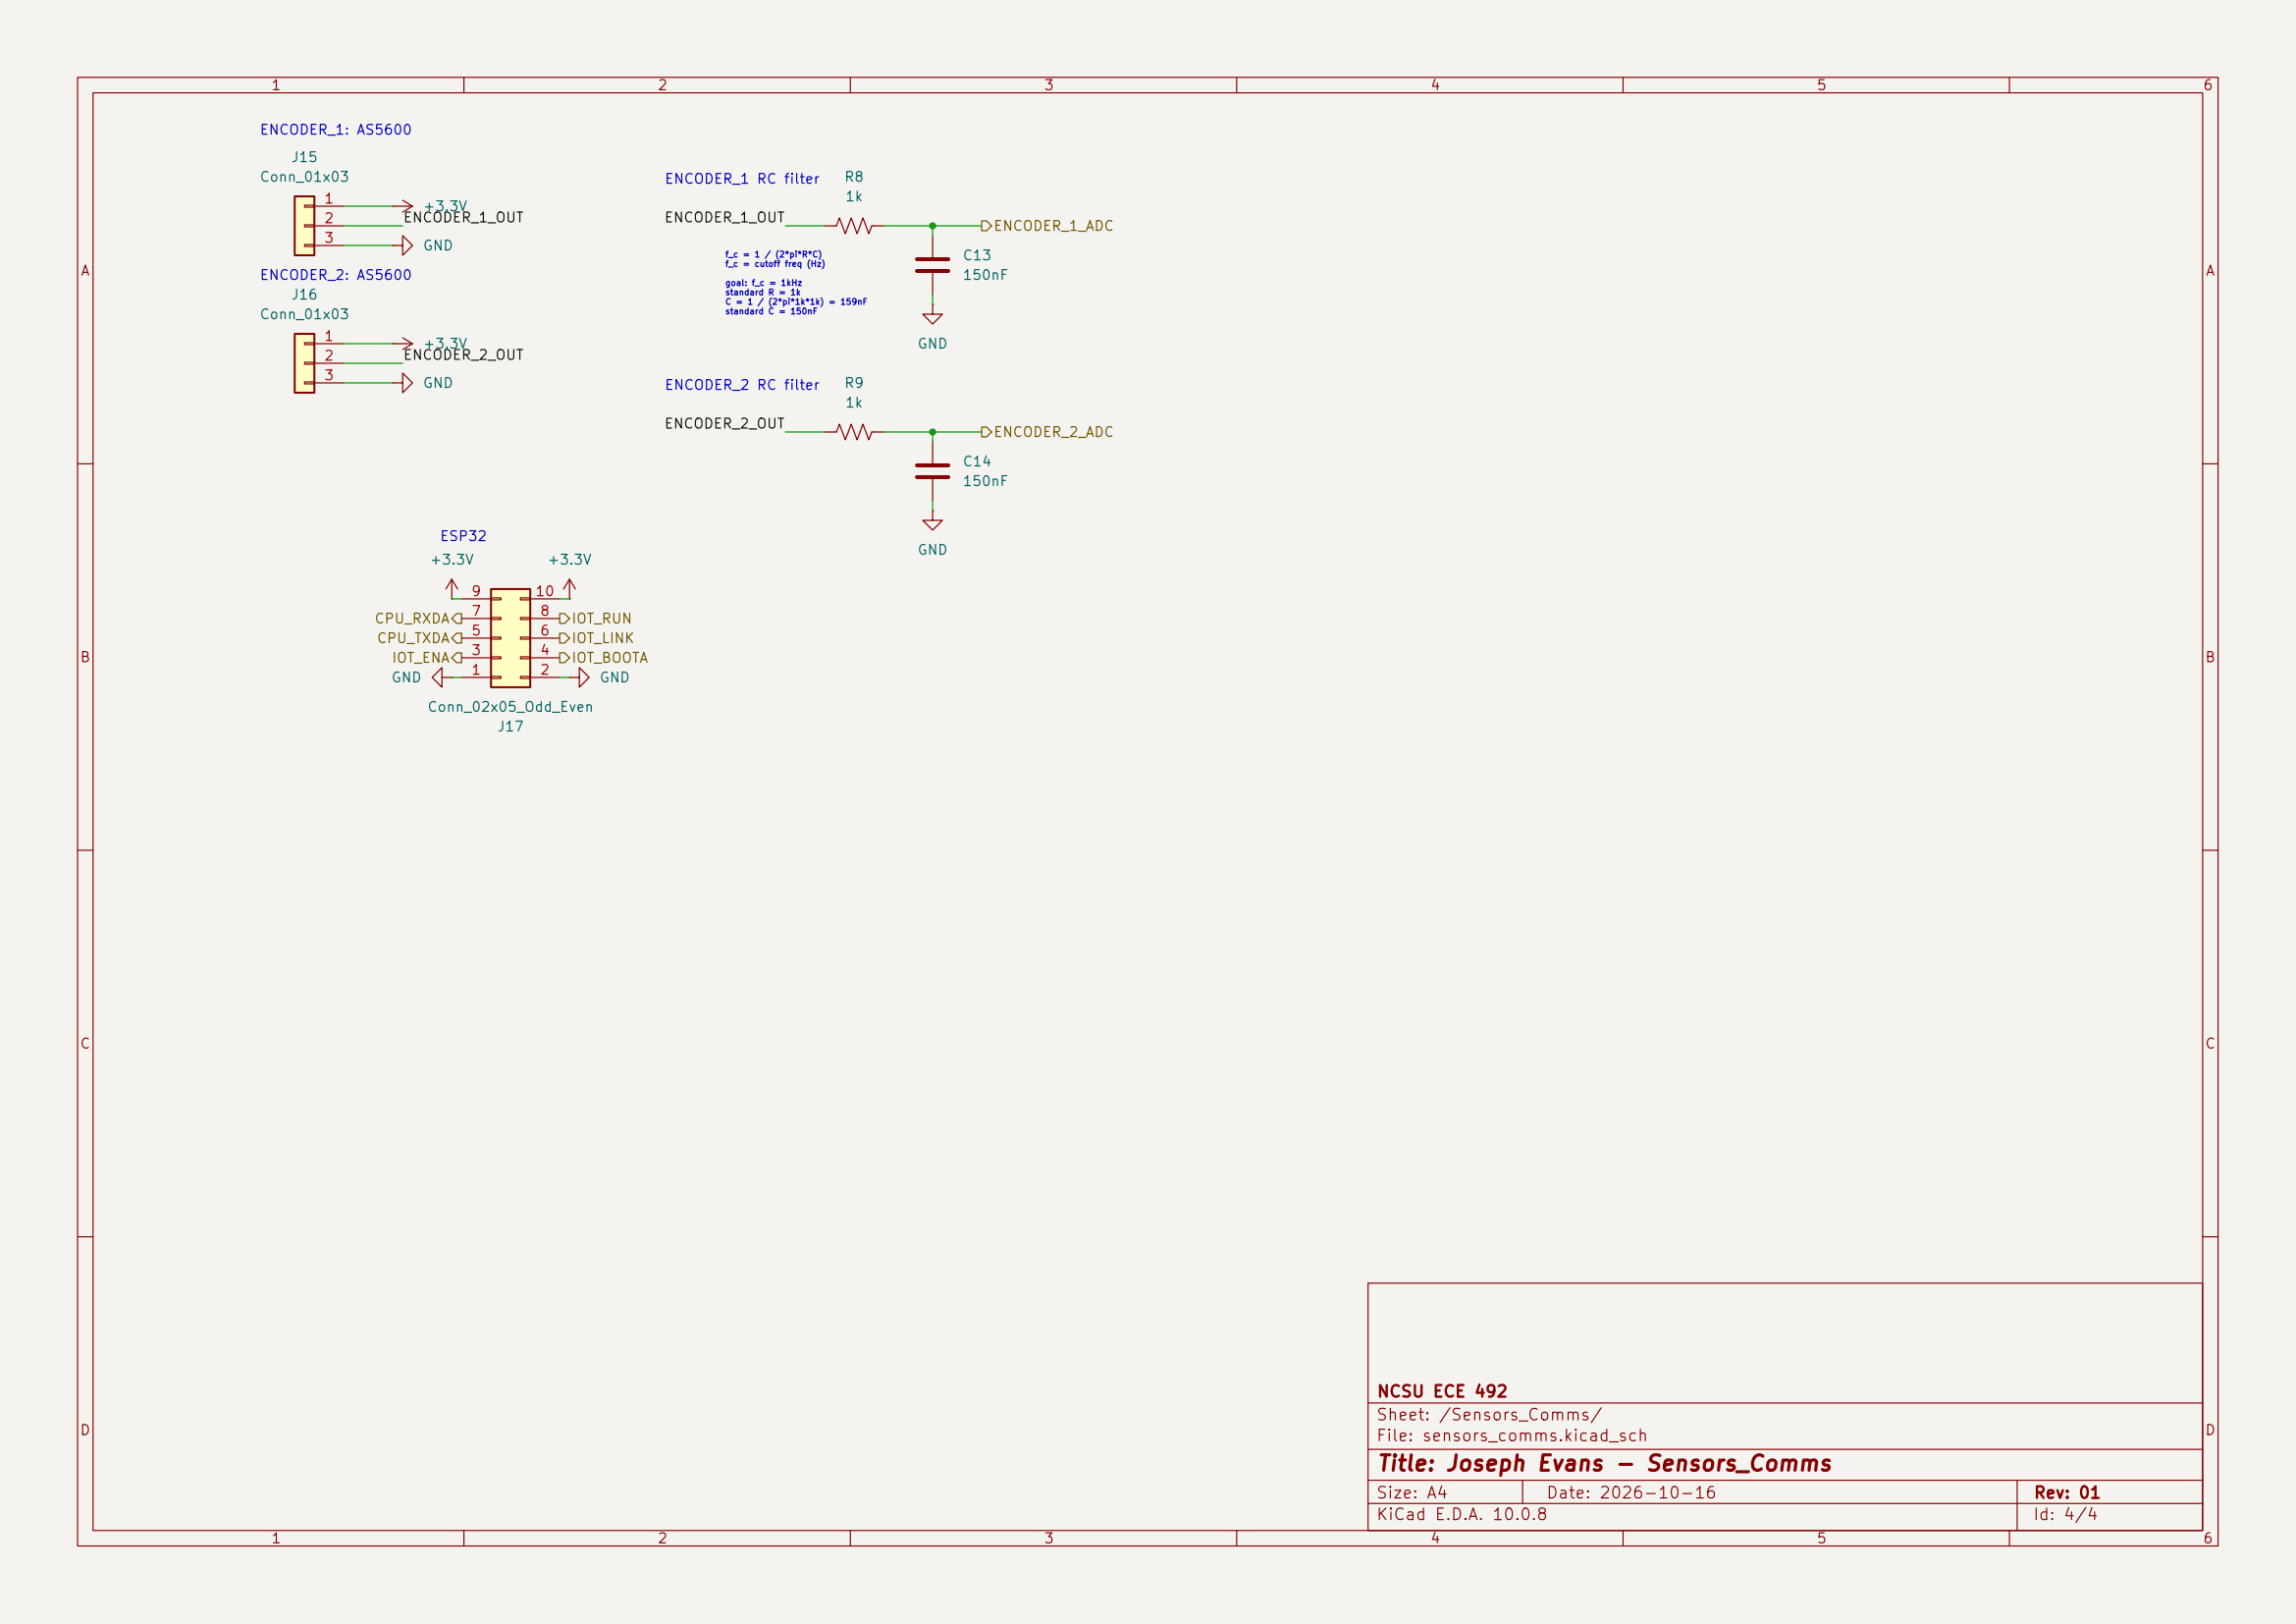 1 2 3 4 5 6
ENCODER_1: AS5600
J15
Conn_01x03
1 +3.3V
2 ENCODER_1_OUT
3 GND
ENCODER_2: AS5600
J16
Conn_01x03
1 +3.3V
2 ENCODER_2_OUT
3 GND
ENCODER_1 RC filter
R8
1k
ENCODER_1_OUT
ENCODER_1_ADC
f_c = 1 / (2*pi*R*C)
f_c = cutoff freq (Hz)
goal: f_c = 1kHz
standard R = 1k
C = 1 / (2*pi*1k*1k) = 159nF
standard C = 150nF
C13
150nF
GND
A A
ENCODER_2 RC filter
R9
1k
ENCODER_2_OUT
ENCODER_2_ADC
C14
150nF
GND
ESP32
+3.3V +3.3V
9 10
CPU_RXDA 7 8 IOT_RUN
CPU_TXDA 5 6 IOT_LINK
IOT_ENA 3 4 IOT_BOOTA
GND 1 2 GND
Conn_02x05_Odd_Even
J17
B B
C C
D D
NCSU ECE 492
Sheet: /Sensors_Comms/
File: sensors_comms.kicad_sch
Title: Joseph Evans - Sensors_Comms
Size: A4 Date: 2026-10-16 Rev: 01
KiCad E.D.A. 10.0.8 Id: 4/4
1 2 3 4 5 6